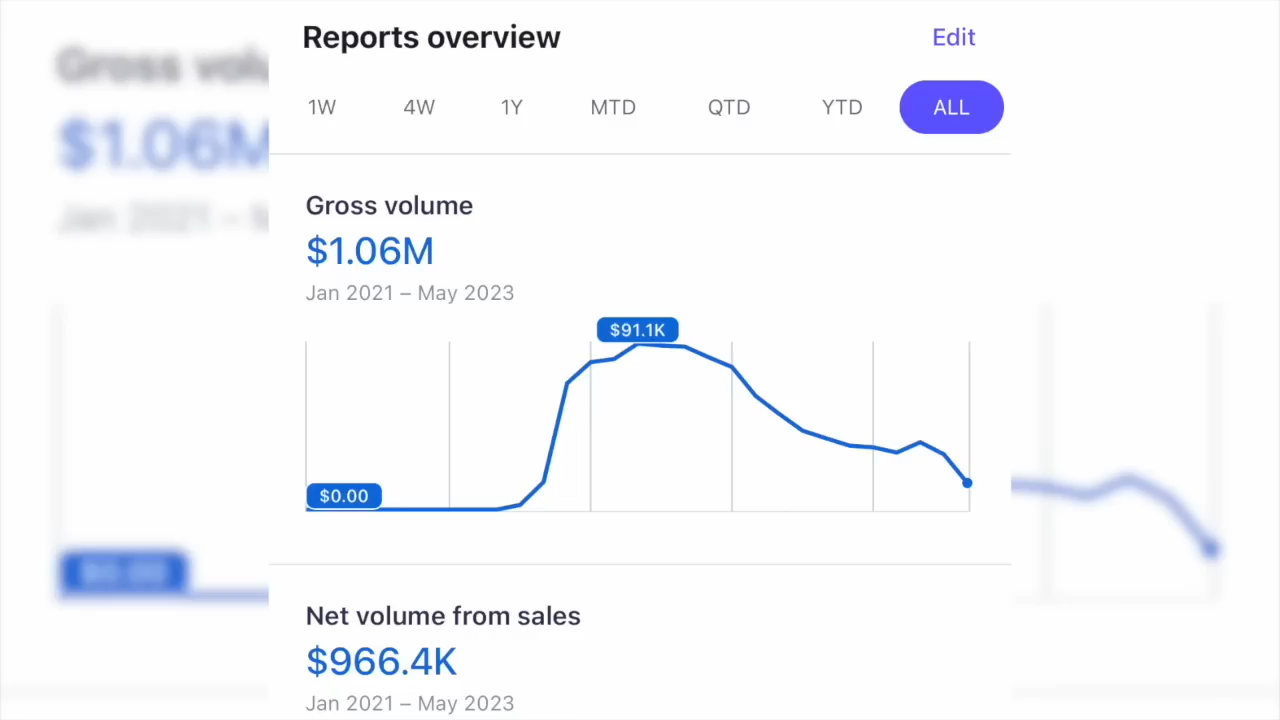 Reports overview
Edit
1W 4W 1Y MTD QTD YTD ALL
Gross volume
$1.06M
Jan 2021 – May 2023
$91.1K
$0.00
Net volume from sales
$966.4K
Jan 2021 – May 2023